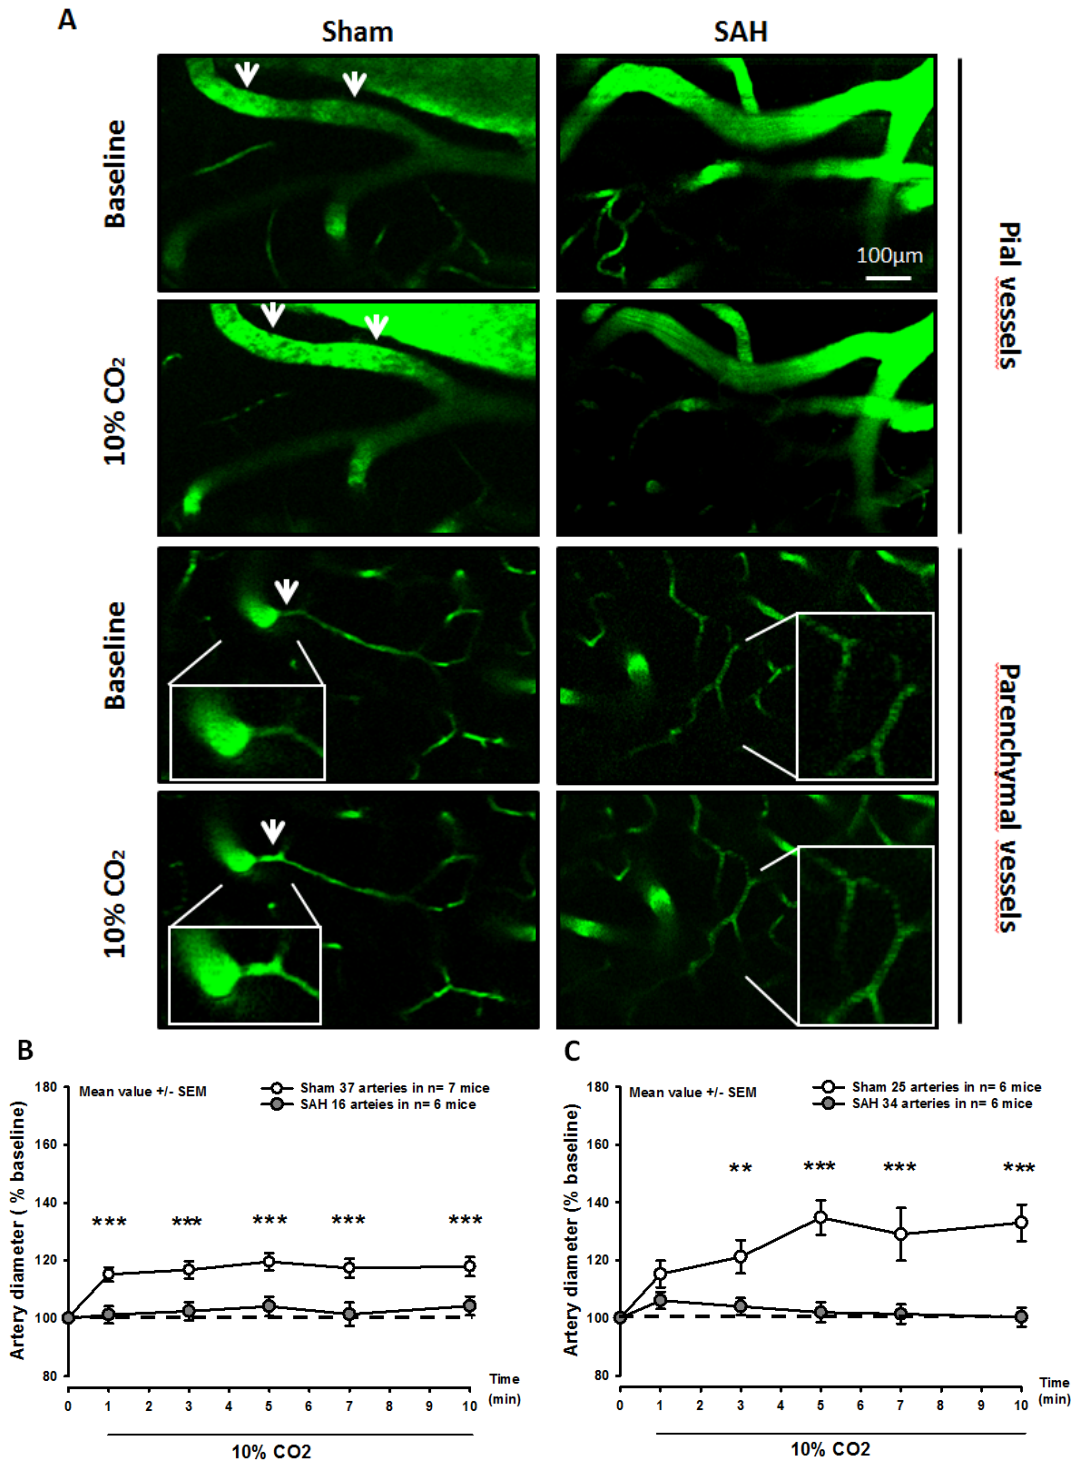 A
Sham
SAH
Baseline
100µm
10% CO2
Pial vessels
Baseline
10% CO2
Parenchymal vessels
B
180
160
140
120
100
80
Artery diameter ( % baseline)
Mean value +/- SEM
Sham 37 arteries in n= 7 mice
SAH 16 arteies in n= 6 mice
*** *** *** *** ***
0 1 2 3 4 5 6 7 8 9 10
Time
(min)
10% CO2
C
180
160
140
120
100
80
Artery diameter (% baseline)
Mean value +/- SEM
Sham 25 arteries in n= 6 mice
SAH 34 arteries in n= 6 mice
** *** *** ***
0 1 2 3 4 5 6 7 8 9 10
Time
(min)
10% CO2